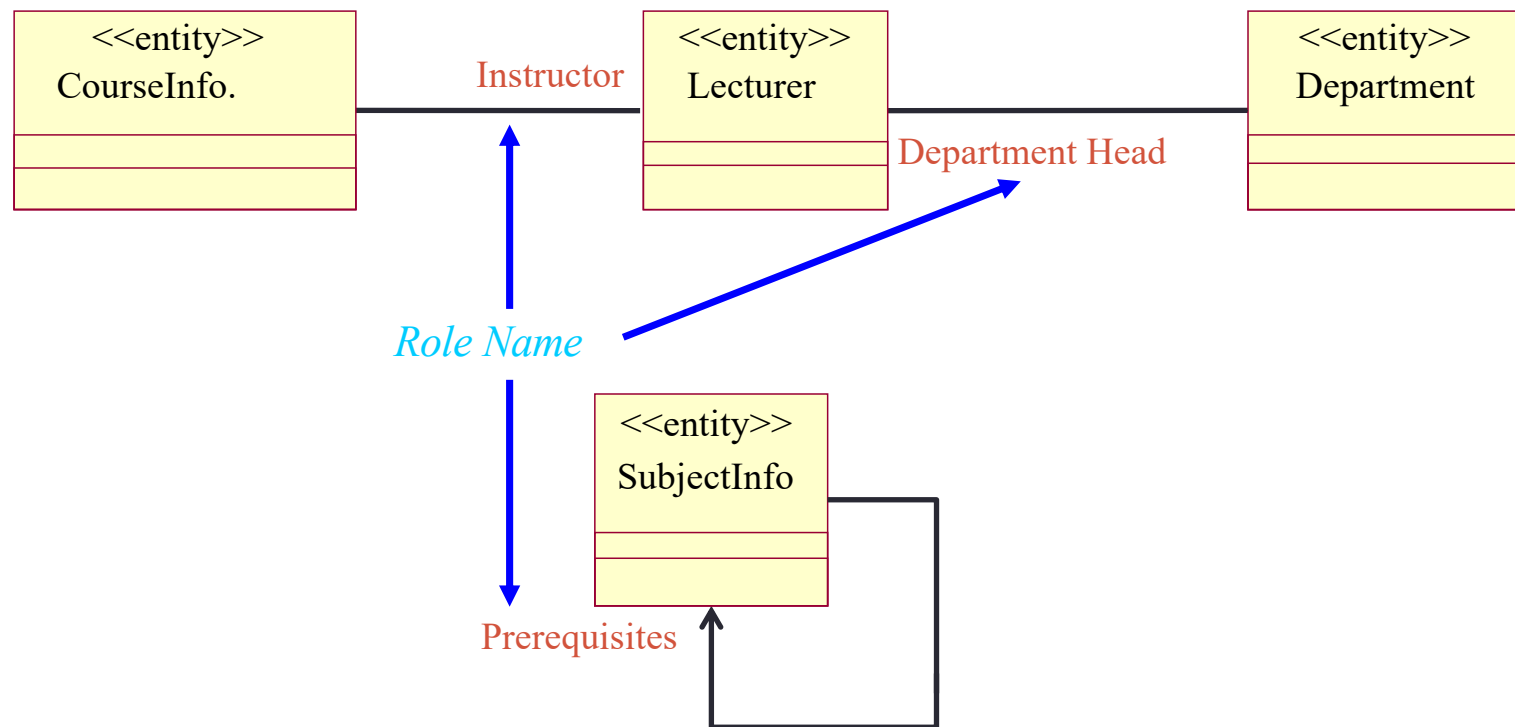 <<entity>>
CourseInfo.
Instructor
<<entity>>
Lecturer
<<entity>>
Department
Department Head
Role Name
<<entity>>
SubjectInfo
Prerequisites